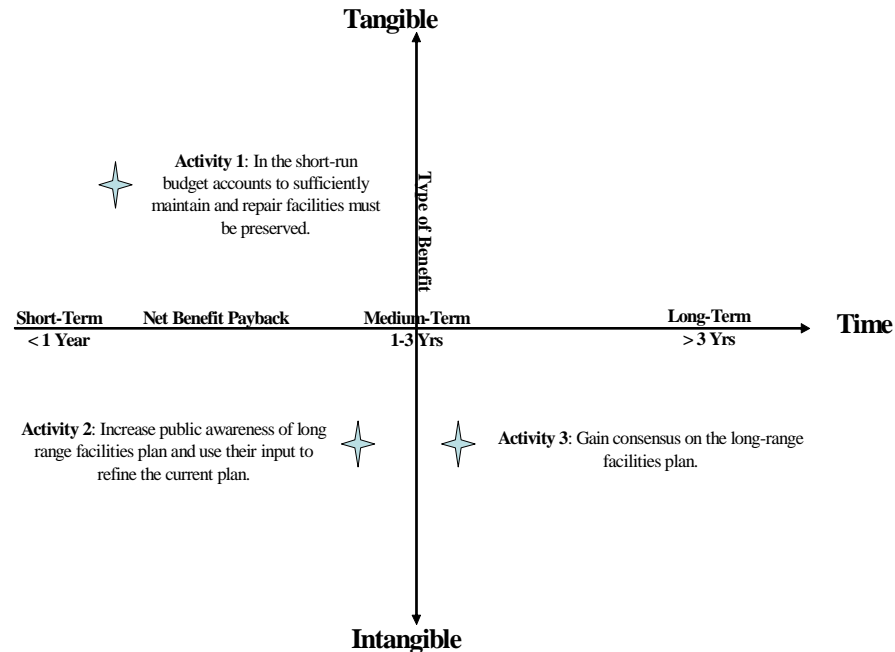 Tangible
Activity 1: In the short-run
budget accounts to sufficiently
maintain and repair facilities must
be preserved.
Type of Benefit
Short-Term
Net Benefit Payback
Medium-Term
Long-Term
Time
< 1 Year
1-3 Yrs
> 3 Yrs
Activity 2: Increase public awareness of long
range facilities plan and use their input to
refine the current plan.
Activity 3: Gain consensus on the long-range
facilities plan.
Intangible